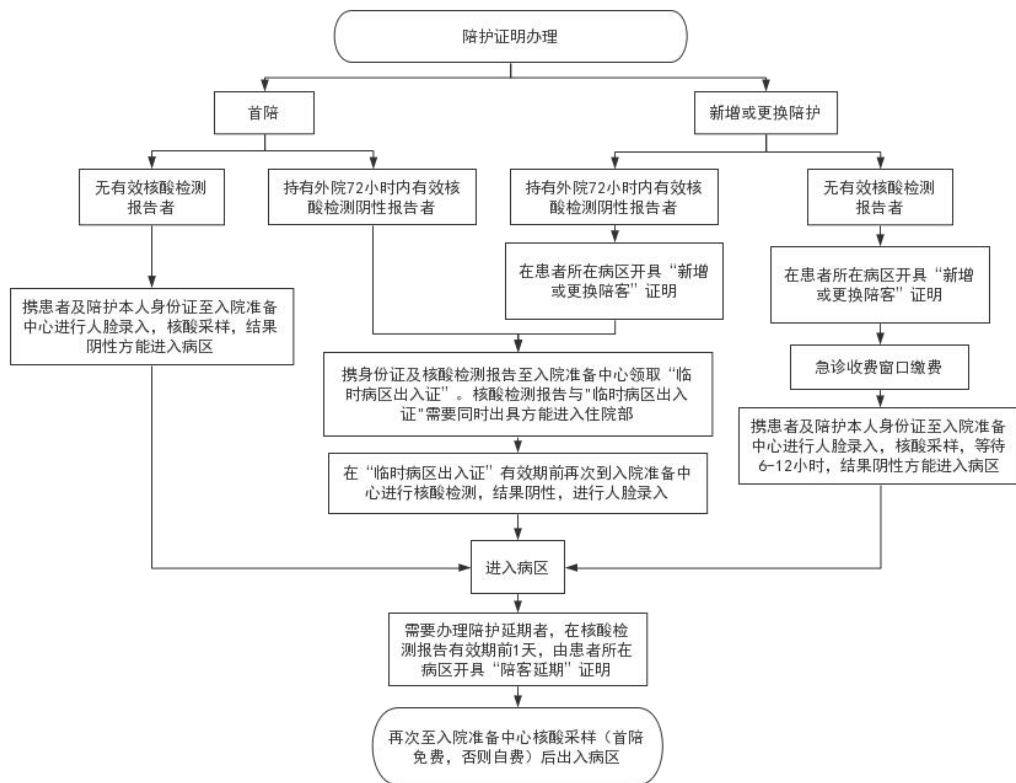 陪护证明办理
首陪
新增或更换陪护
无有效核酸检测
报告者
持有外院72小时内有效核
酸检测阴性报告者
持有外院72小时内有效核
酸检测阴性报告者
无有效核酸检测
报告者
在患者所在病区开具“新增
或更换陪客”证明
在患者所在病区开具“新增
或更换陪客”证明
携患者及陪护本人身份证至入院准备
中心进行人脸录入，核酸采样，结果
阴性方能进入病区
急诊收费窗口缴费
携身份证及核酸检测报告至入院准备中心领取“临
时病区出入证”。核酸检测报告与"临时病区出入
证"需要同时出具方能进入住院部
携患者及陪护本人身份证至入院准备
中心进行人脸录入，核酸采样，等待
6-12小时，结果阴性方能进入病区
在“临时病区出入证”有效期前再次到入院准备中
心进行核酸检测，结果阴性，进行人脸录入
进入病区
需要办理陪护延期者，在核酸检
测报告有效期前1天，由患者所在
病区开具“陪客延期”证明
再次至入院准备中心核酸采样（首陪
免费，否则自费）后出入病区